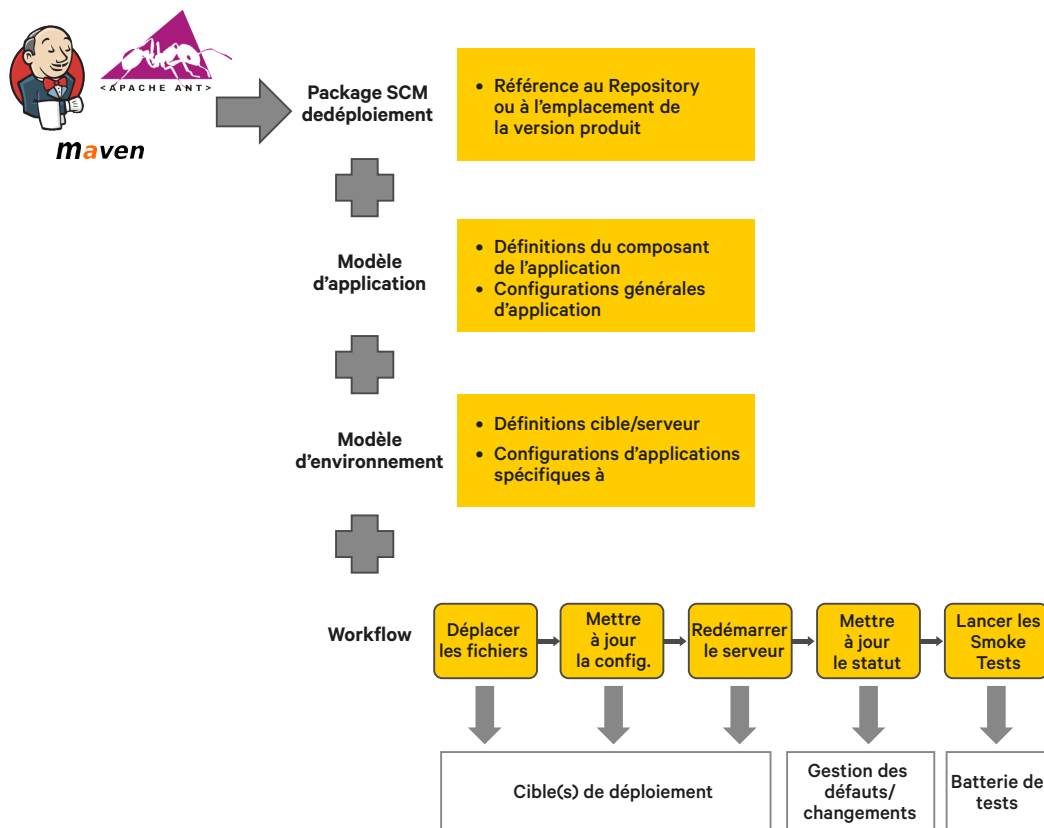 <APACHE ANT>
maven
Package SCM
dedéploiement
• Référence au Repository
ou à l'emplacement de
la version produit
Modèle
d'application
• Définitions du composant
de l'application
• Configurations générales
d'application
Modèle
d'environnement
• Définitions cible/serveur
• Configurations d'applications
spécifiques à
Workflow
Déplacer
les fichiers
Mettre
à jour
la config.
Redémarrer
le serveur
Mettre
à jour
le statut
Lancer les
Smoke
Tests
Cible(s) de déploiement
Gestion des
défauts/
changements
Batterie de
tests